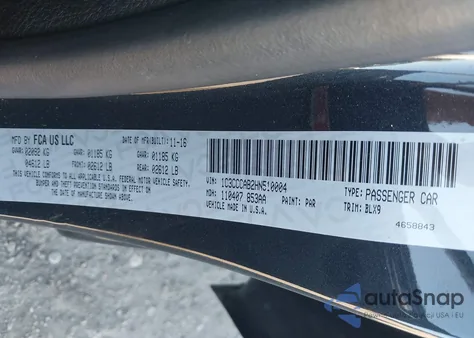 MFD BY FCA US LLC DATE OF MFR(BUILT): 11-16
GVWR: 02092 KG GAWR: 01185 KG GAWR: 01185 KG
04612 LB FRONT: 02612 LB REAR: 02612 LB
THIS VEHICLE CONFORMS TO ALL APPLICABLE U.S.A. FEDERAL MOTOR VEHICLE SAFETY,
BUMPER AND THEFT PREVENTION STANDARDS IN EFFECT ON THE DATE OF MANUFACTURE SHOWN ABOVE.
VIN: 1C3CCCAB2HN510004 TYPE: PASSENGER CAR
MDH: 110407 853AA PAINT: PAR TRIM: BLX9
VEHICLE MADE IN U.S.A.
4658843
autoSnap